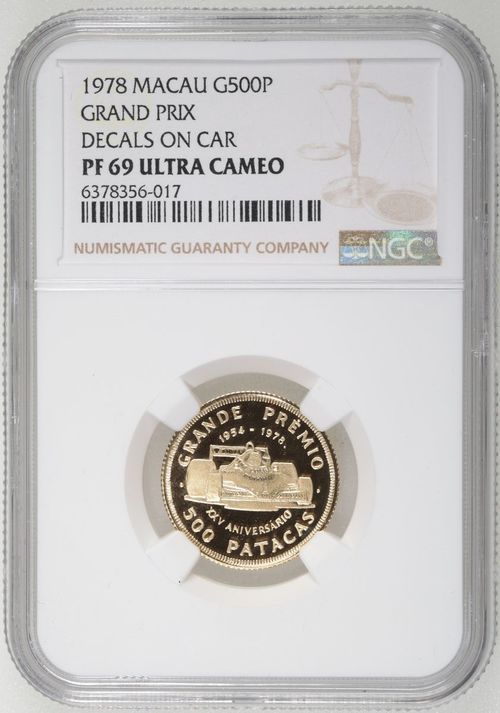 1978 MACAU G500P
GRAND PRIX
DECALS ON CAR
PF 69 ULTRA CAMEO
6378356-017
NUMISMATIC GUARANTY COMPANY
NGC®
GRANDE PRÉMIO
1954 - 1978.
XXV ANIVERSÁRIO
500 PATACAS